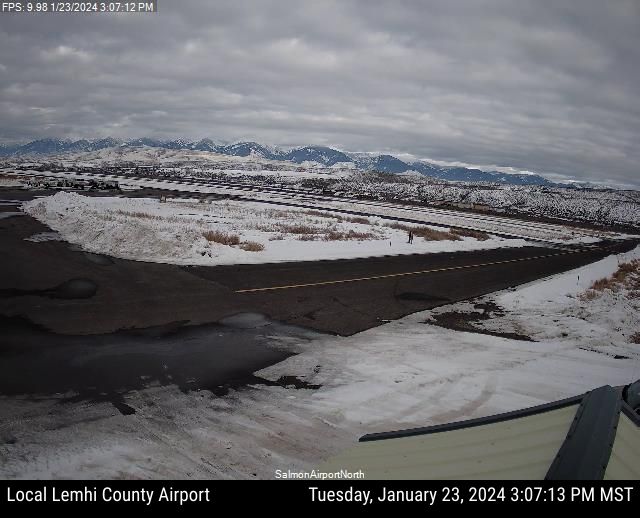 FPS: 9.98 1/23/2024 3:07:12 PM
SalmonAirportNorth
Local Lemhi County Airport Tuesday, January 23, 2024 3:07:13 PM MST